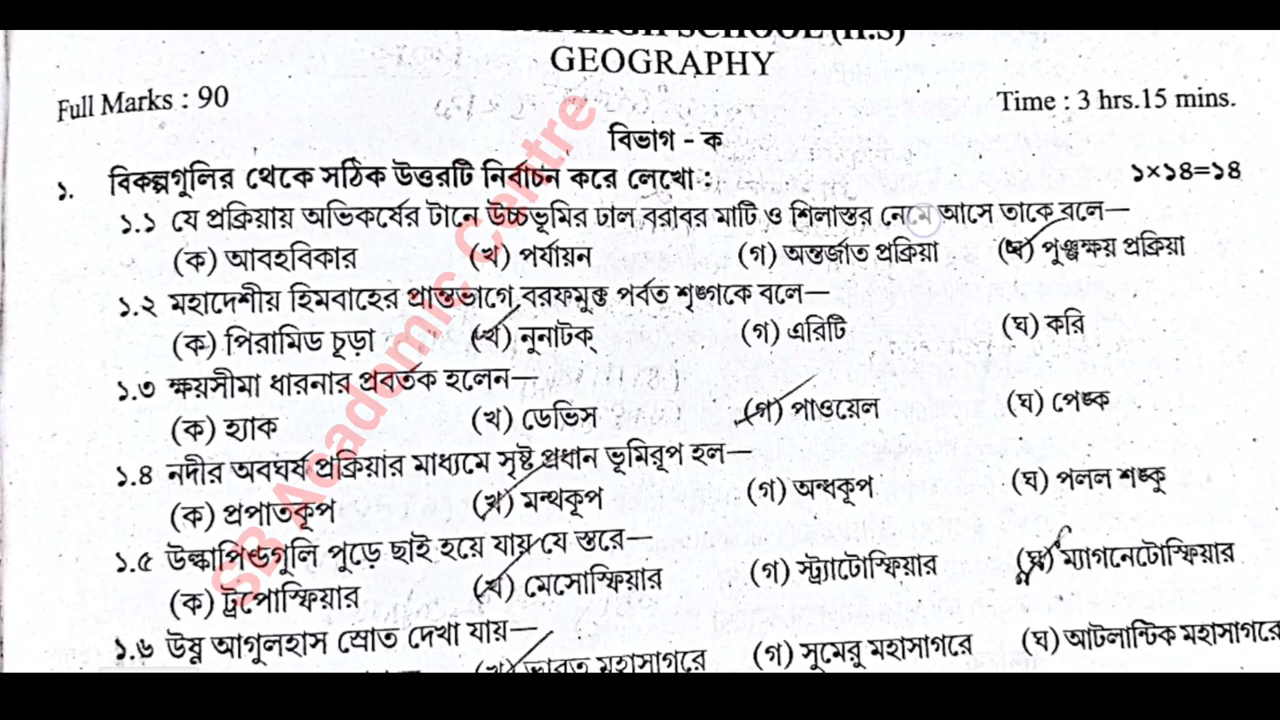 HIGH SCHOOL (H.S)
GEOGRAPHY
Full Marks : 90
Time : 3 hrs.15 mins.
বিভাগ - ক
১. বিকল্পগুলির থেকে সঠিক উত্তরটি নির্বাচন করে লেখো : ১×১৪=১৪
১.১ যে প্রক্রিয়ায় অভিকর্ষের টানে উচ্চভূমির ঢাল বরাবর মাটি ও শিলাস্তর নেমে আসে তাকে বলে—
(ক) আবহবিকার (খ) পর্যায়ন (গ) অন্তর্জাত প্রক্রিয়া (ঘ) পুঞ্জক্ষয় প্রক্রিয়া
১.২ মহাদেশীয় হিমবাহের প্রান্তভাগে বরফমুক্ত পর্বত শৃঙ্গকে বলে—
(ক) পিরামিড চূড়া (খ) নুনাটক্ (গ) এরিটি (ঘ) করি
১.৩ ক্ষয়সীমা ধারনার প্রবর্তক হলেন—
(ক) হ্যাক (খ) ডেভিস (গ) পাওয়েল (ঘ) পেঙ্ক
১.৪ নদীর অবঘর্ষ প্রক্রিয়ার মাধ্যমে সৃষ্ট প্রধান ভূমিরূপ হল—
(ক) প্রপাতকূপ (খ) মন্থকূপ (গ) অন্ধকূপ (ঘ) পলল শঙ্কু
১.৫ উল্কাপিন্ডগুলি পুড়ে ছাই হয়ে যায় যে স্তরে—
(ক) ট্রপোস্ফিয়ার (খ) মেসোস্ফিয়ার (গ) স্ট্র্যাটোস্ফিয়ার (ঘ) ম্যাগনেটোস্ফিয়ার
১.৬ উষ্ণ আগুলহাস স্রোত দেখা যায়—
(খ) ভারত মহাসাগরে (গ) সুমেরু মহাসাগরে (ঘ) আটলান্টিক মহাসাগরে
SB Academic Centre